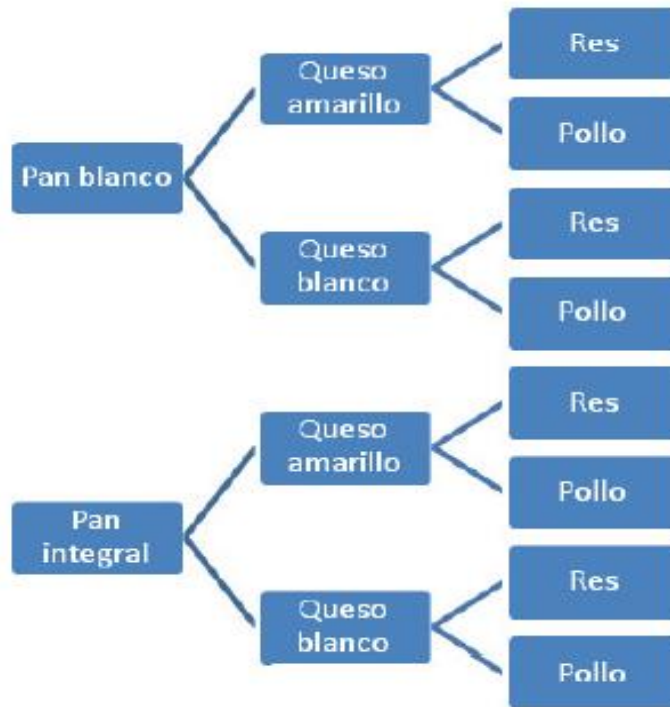 Pan blanco
Queso
amarillo
Res
Pollo
Queso
blanco
Res
Pollo
Pan
integral
Queso
amarillo
Res
Pollo
Queso
blanco
Res
Pollo